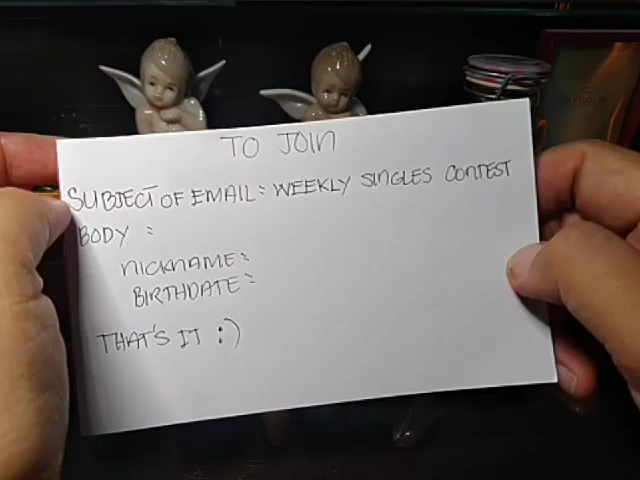 TO JOIN
SUBJECT OF EMAIL: WEEKLY SINGLES CONTEST
BODY :
NICKNAME:
BIRTHDATE:
THAT'S IT :)